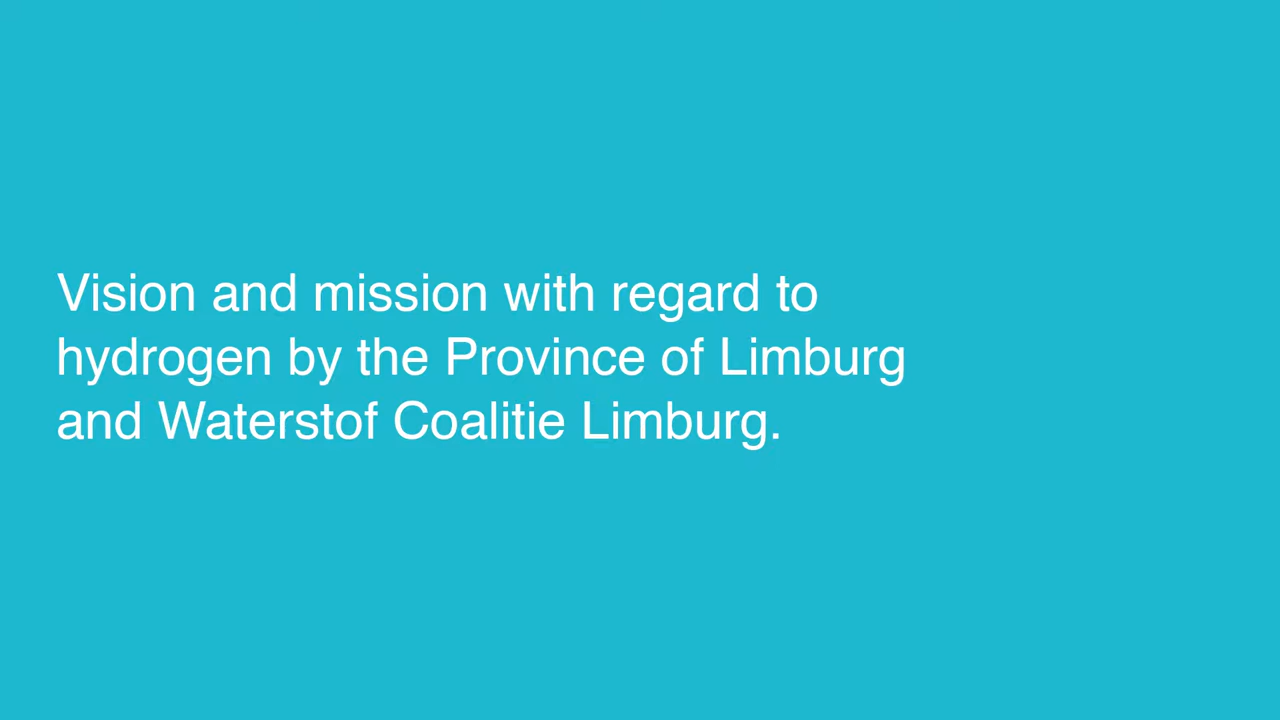 Vision and mission with regard to
hydrogen by the Province of Limburg
and Waterstof Coalitie Limburg.